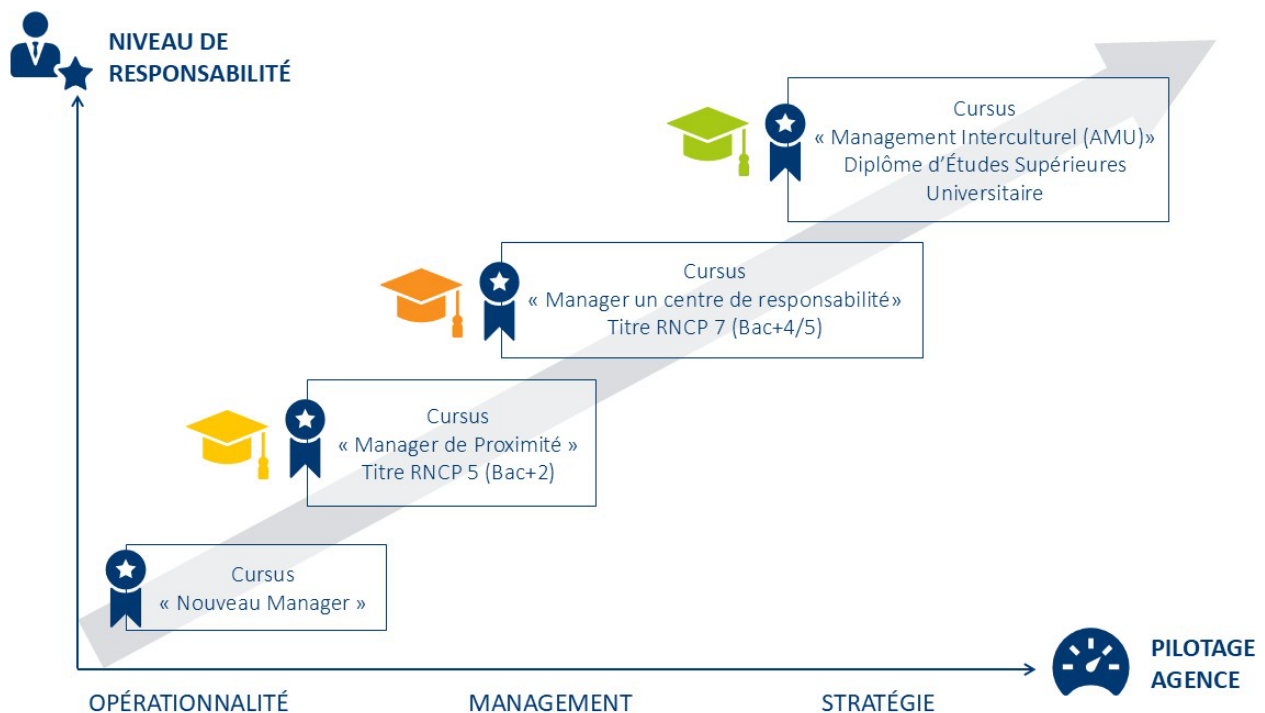 NIVEAU DE
RESPONSABILITÉ
Cursus
« Management Interculturel (AMU)»
Diplôme d'Études Supérieures
Universitaire
Cursus
« Manager un centre de responsabilité»
Titre RNCP 7 (Bac+4/5)
Cursus
« Manager de Proximité »
Titre RNCP 5 (Bac+2)
Cursus
« Nouveau Manager »
PILOTAGE
AGENCE
OPÉRATIONNALITÉ
MANAGEMENT
STRATÉGIE